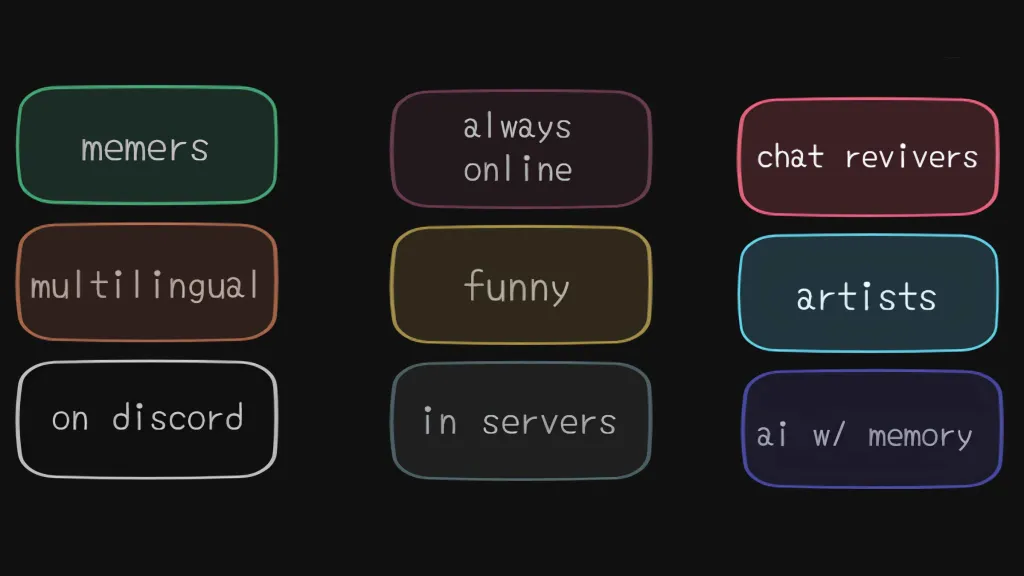 memers
always
online
chat revivers
multilingual
funny
artists
on discord
in servers
ai w/ memory